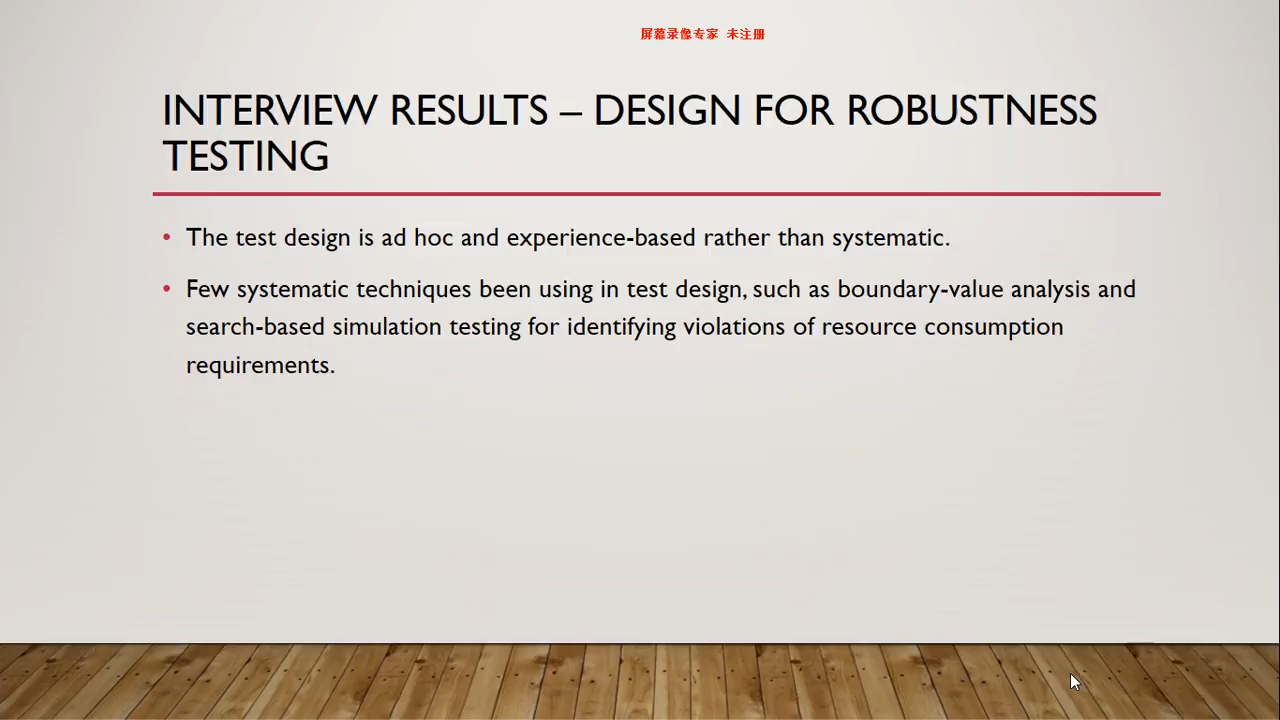 屏幕录像专家 未注册
INTERVIEW RESULTS – DESIGN FOR ROBUSTNESS
TESTING
• The test design is ad hoc and experience-based rather than systematic.
• Few systematic techniques been using in test design, such as boundary-value analysis and
search-based simulation testing for identifying violations of resource consumption
requirements.